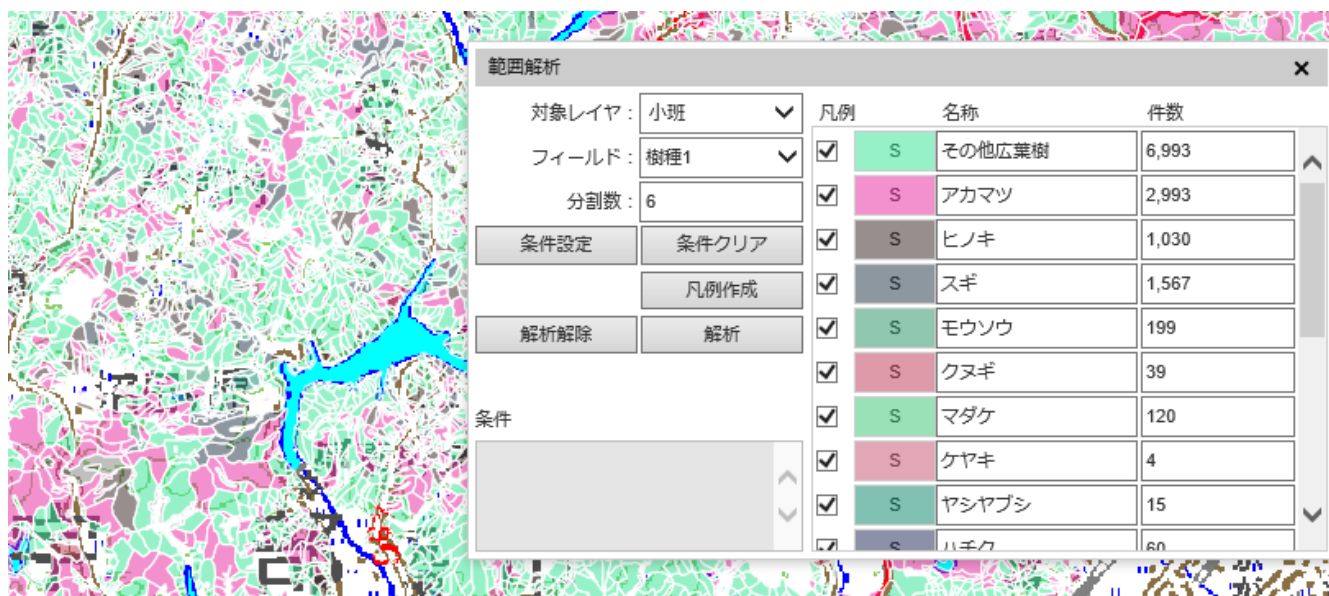 範囲解析 ×
対象レイヤ： 小班
フィールド： 樹種1
分割数： 6
条件設定 条件クリア
凡例作成
解析解除 解析
条件
凡例 名称 件数
S その他広葉樹 6,993
S アカマツ 2,993
S ヒノキ 1,030
S スギ 1,567
S モウソウ 199
S クヌギ 39
S マダケ 120
S ケヤキ 4
S ヤシヤブシ 15
S ハチク 60